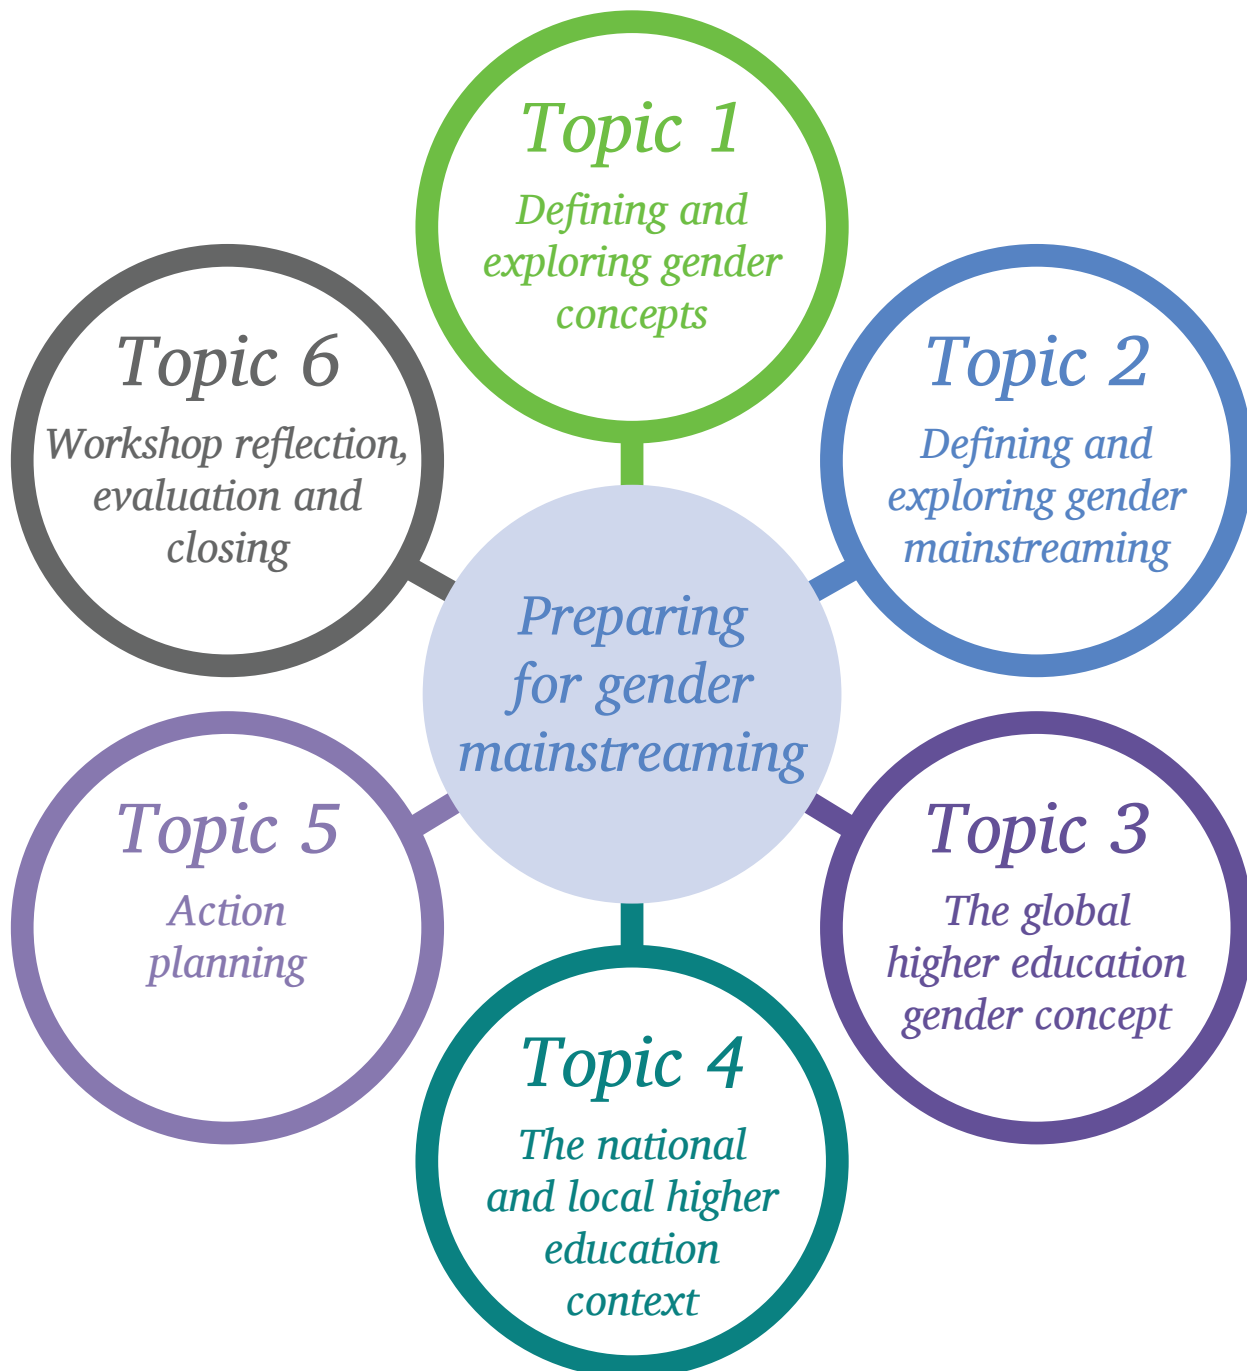 Topic 1
Defining and
exploring gender
concepts
Topic 2
Defining and
exploring gender
mainstreaming
Topic 3
The global
higher education
gender concept
Topic 4
The national
and local higher
education
context
Topic 5
Action
planning
Topic 6
Workshop reflection,
evaluation and
closing
Preparing
for gender
mainstreaming